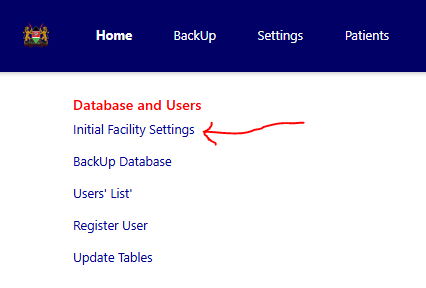 Home BackUp Settings Patients
Database and Users
Initial Facility Settings
BackUp Database
Users' List'
Register User
Update Tables